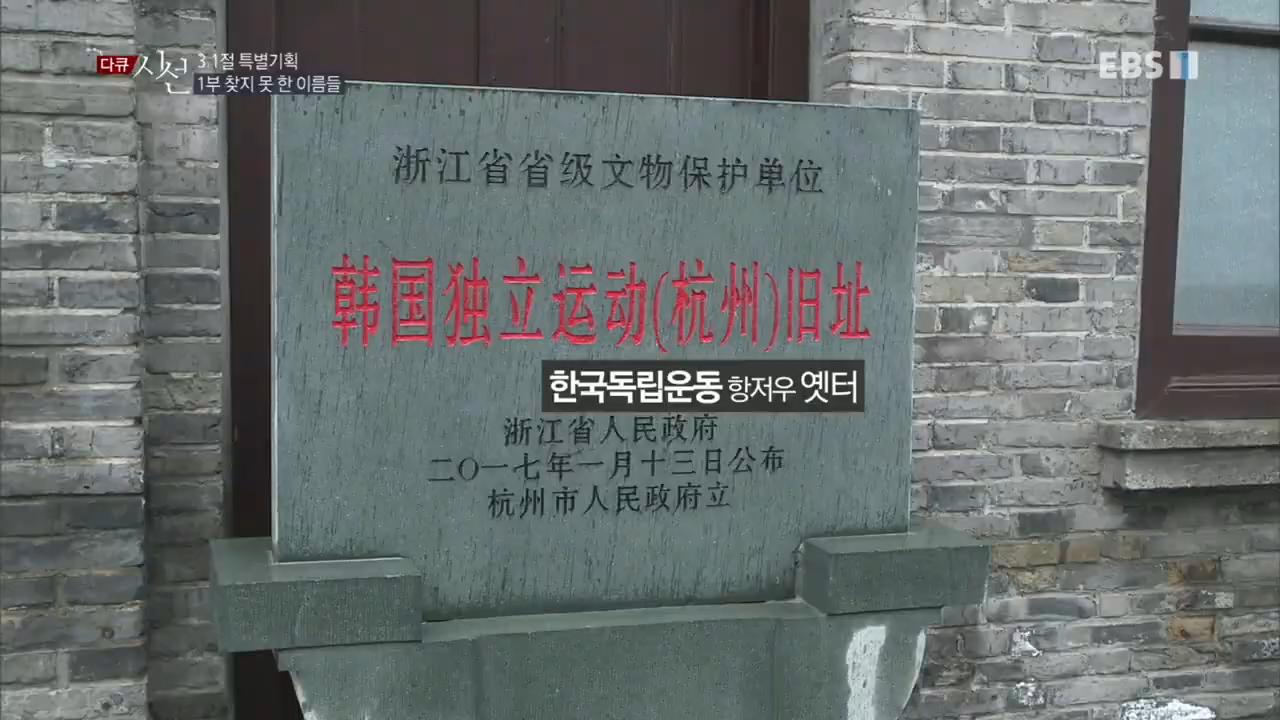 다큐 시선
3.1절 특별기획
1부 찾지 못 한 이름들
EBS 1
浙江省省级文物保护单位
韩国独立运动(杭州)旧址
한국독립운동 항저우 옛터
浙江省人民政府
二〇一七年一月十三日公布
杭州市人民政府立